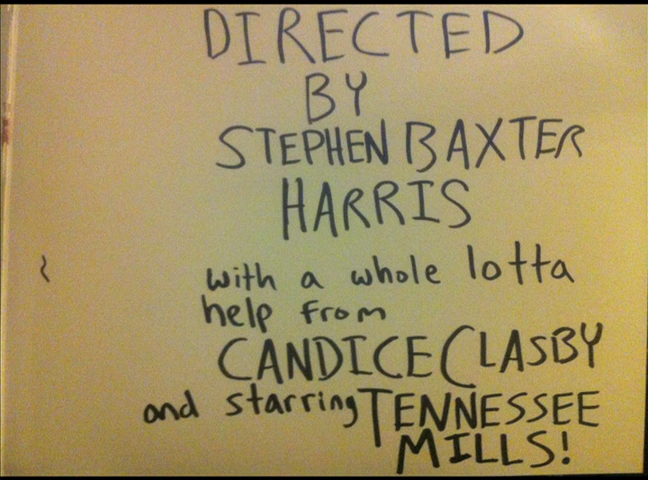 DIRECTED
BY
STEPHEN BAXTER
HARRIS
with a whole lotta
help from
CANDICE CLASBY
and starring TENNESSEE
MILLS!